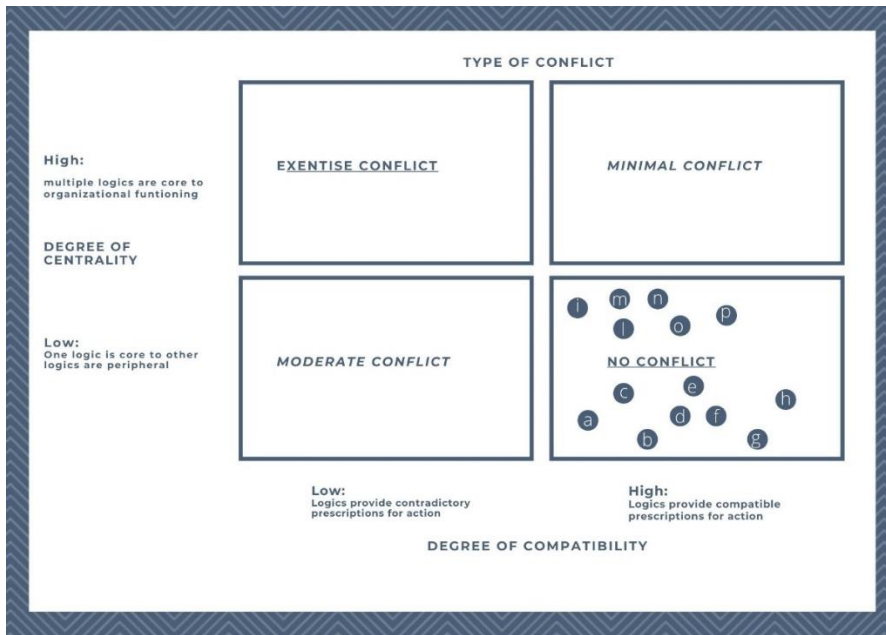 TYPE OF CONFLICT
EXENTISE CONFLICT
MINIMAL CONFLICT
High:
multiple logics are core to
organizational funtioning
DEGREE OF
CENTRALITY
Low:
One logic is core to other
logics are peripheral
MODERATE CONFLICT
i
m
n
l
o
p
NO CONFLICT
a
c
b
e
d
f
g
h
Low:
Logics provide contradictory
prescriptions for action
High:
Logics provide compatible
prescriptions for action
DEGREE OF COMPATIBILITY